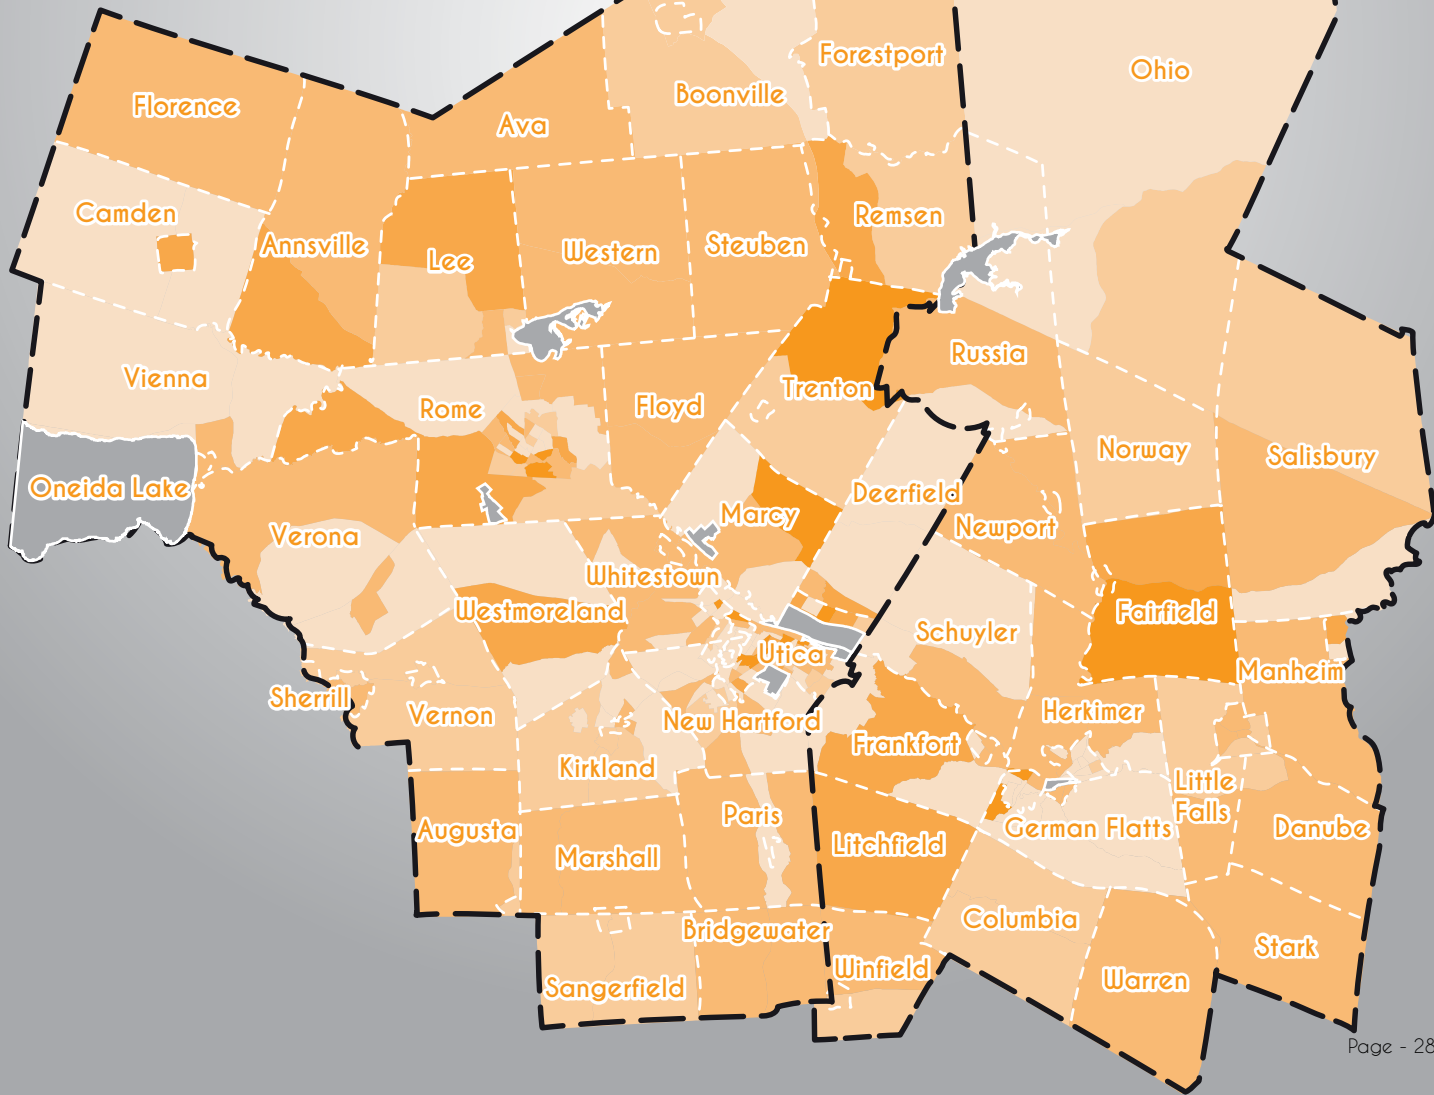 Forestport
Ohio
Boonville
Florence
Ava
Camden
Remsen
Annsville
Lee
Western
Steuben
Russia
Vienna
Trenton
Rome
Floyd
Norway
Salisbury
Oneida Lake
Deerfield
Marcy
Newport
Verona
Whitestown
Westmoreland
Fairfield
Schuyler
Utica
Manheim
Sherrill
Vernon
New Hartford
Herkimer
Frankfort
Kirkland
Little
Falls
Paris
Augusta
German Flatts
Danube
Litchfield
Marshall
Columbia
Bridgewater
Stark
Winfield
Warren
Sangerfield
Page - 28